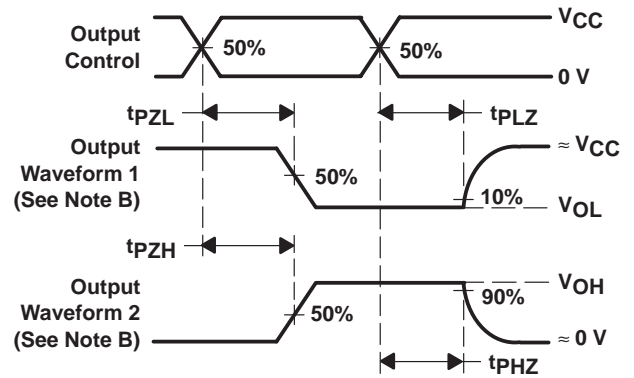 VCC
Output
Control
50%
50%
0 V
tPZL
tPLZ
Output
Waveform 1
(See Note B)
50%
≈ VCC
10%
VOL
tPZH
Output
Waveform 2
(See Note B)
50%
VOH
90%
≈ 0 V
tPHZ